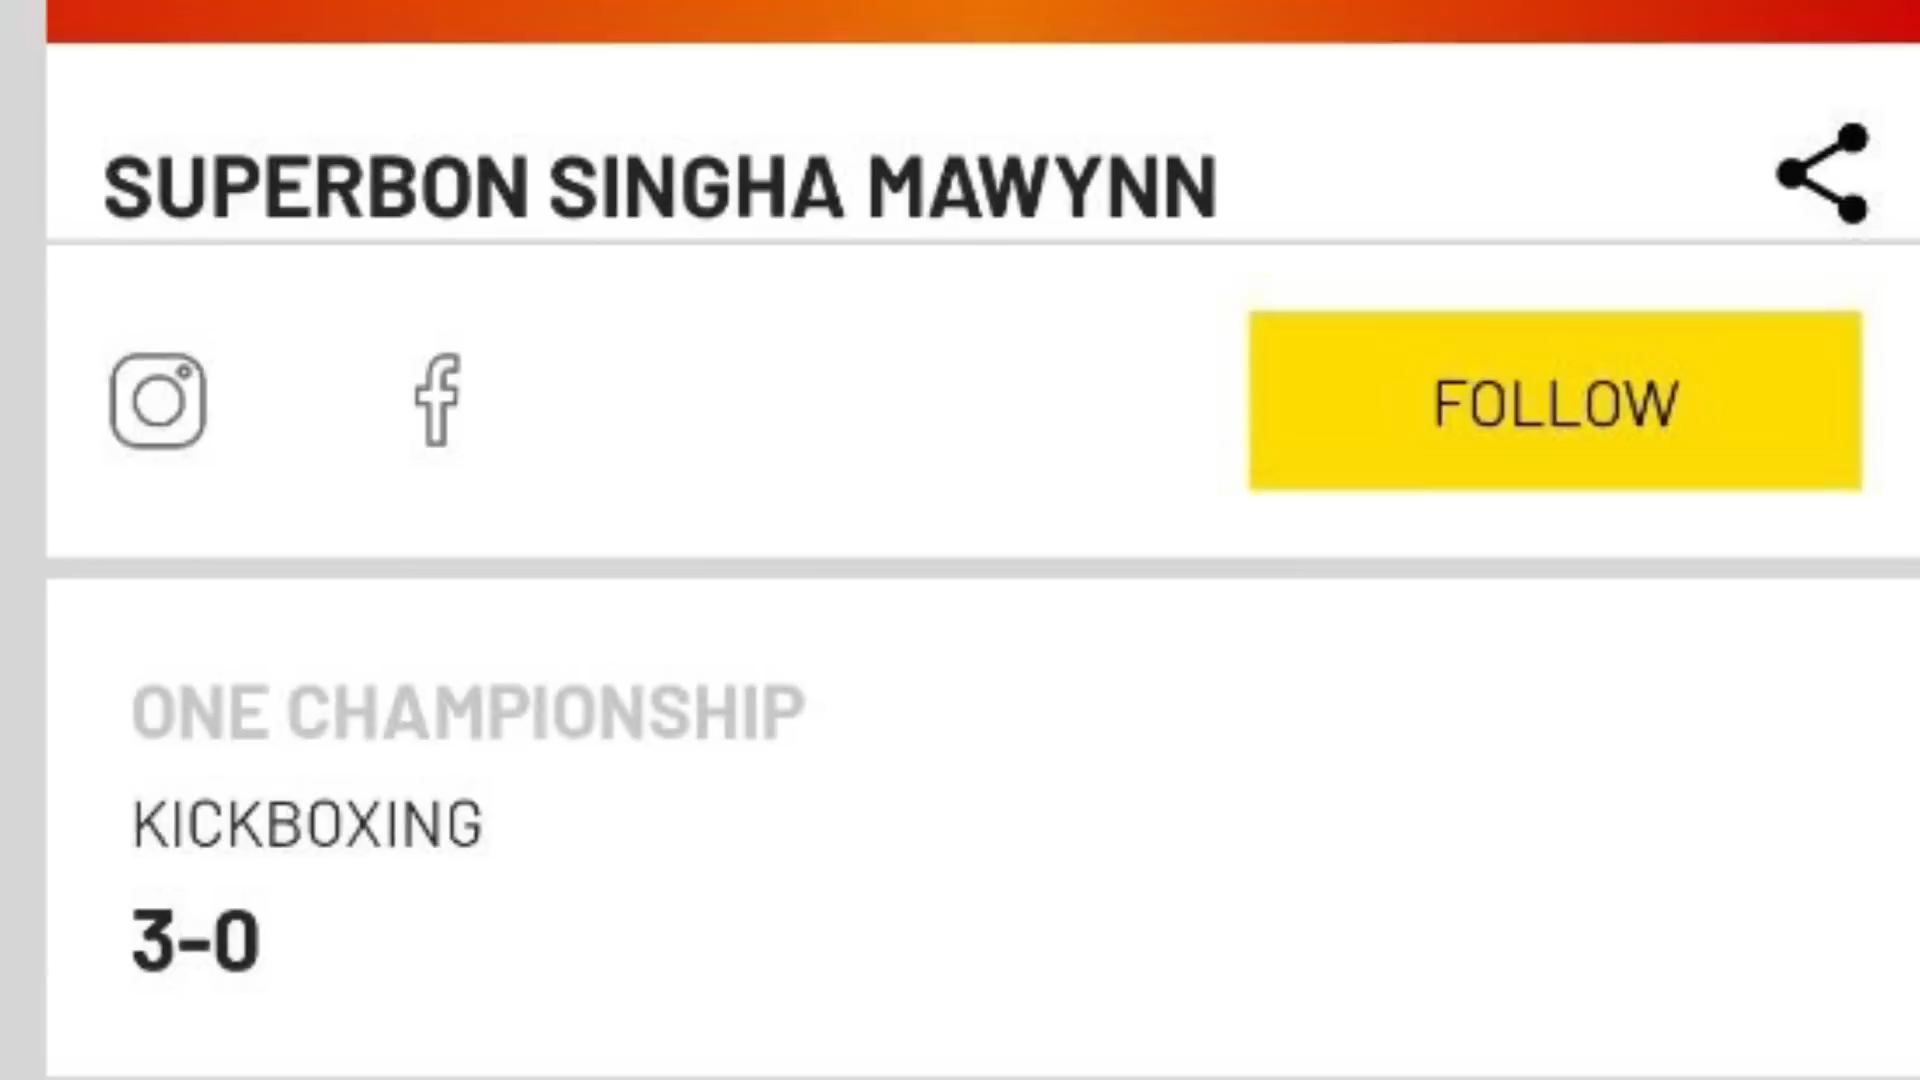 SUPERBON SINGHA MAWYNN
FOLLOW
ONE CHAMPIONSHIP
KICKBOXING
3-0